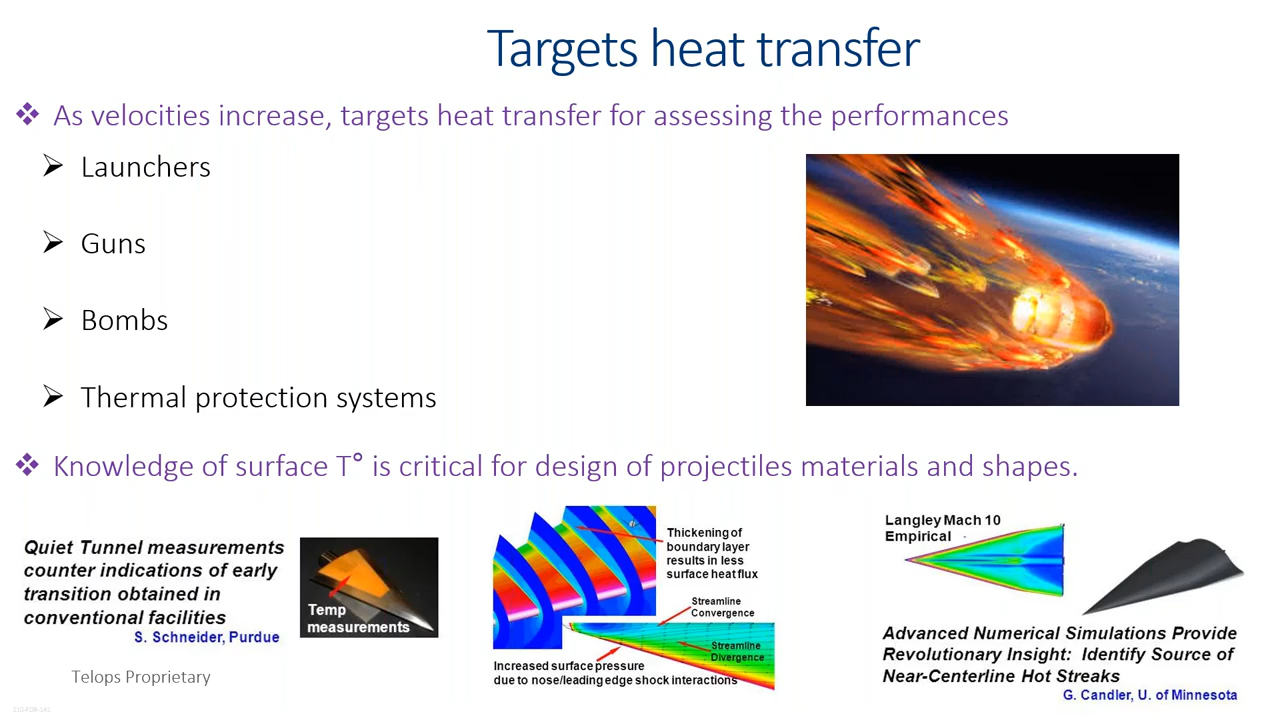 Targets heat transfer
❖ As velocities increase, targets heat transfer for assessing the performances
➢ Launchers
➢ Guns
➢ Bombs
➢ Thermal protection systems
❖ Knowledge of surface T° is critical for design of projectiles materials and shapes.
Quiet Tunnel measurements
counter indications of early
transition obtained in
conventional facilities
S. Schneider, Purdue
Temp
measurements
Thickening of
boundary layer
results in less
surface heat flux
Streamline
Convergence
Streamline
Divergence
Increased surface pressure
due to nose/leading edge shock interactions
Langley Mach 10
Empirical
Advanced Numerical Simulations Provide
Revolutionary Insight: Identify Source of
Near-Centerline Hot Streaks
G. Candler, U. of Minnesota
Telops Proprietary